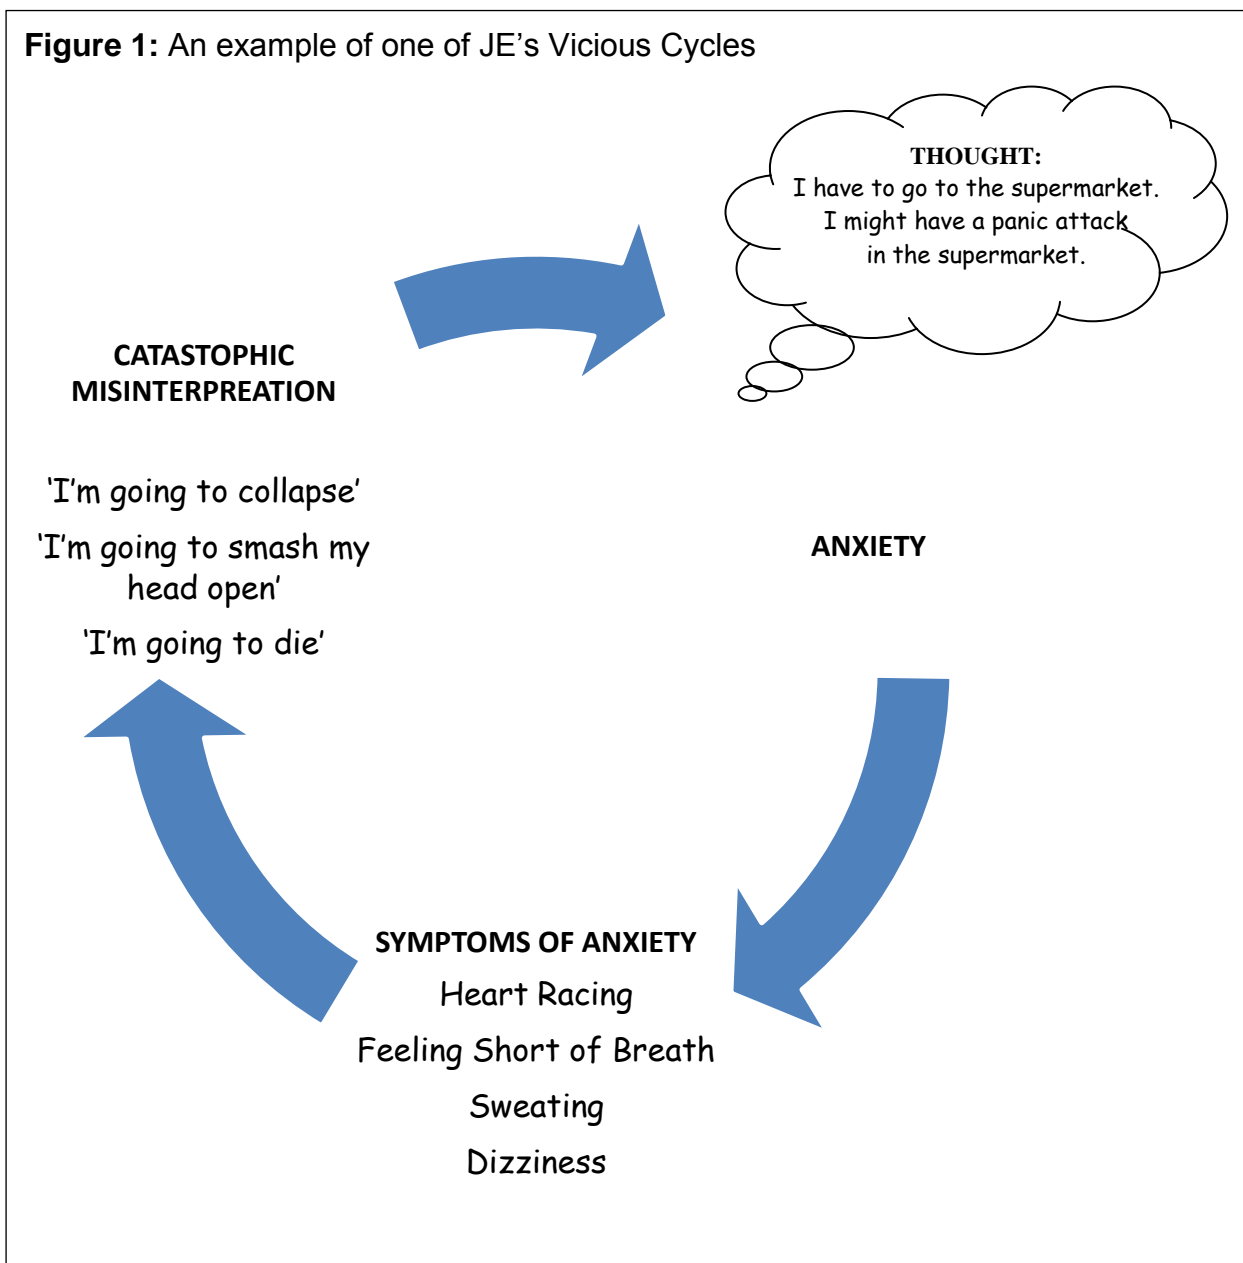 Figure 1: An example of one of JE’s Vicious Cycles
THOUGHT:
I have to go to the supermarket.
I might have a panic attack
in the supermarket.
CATASTOPHIC
MISINTERPREATION
‘I’m going to collapse’
‘I’m going to smash my
head open’
‘I’m going to die’
ANXIETY
SYMPTOMS OF ANXIETY
Heart Racing
Feeling Short of Breath
Sweating
Dizziness